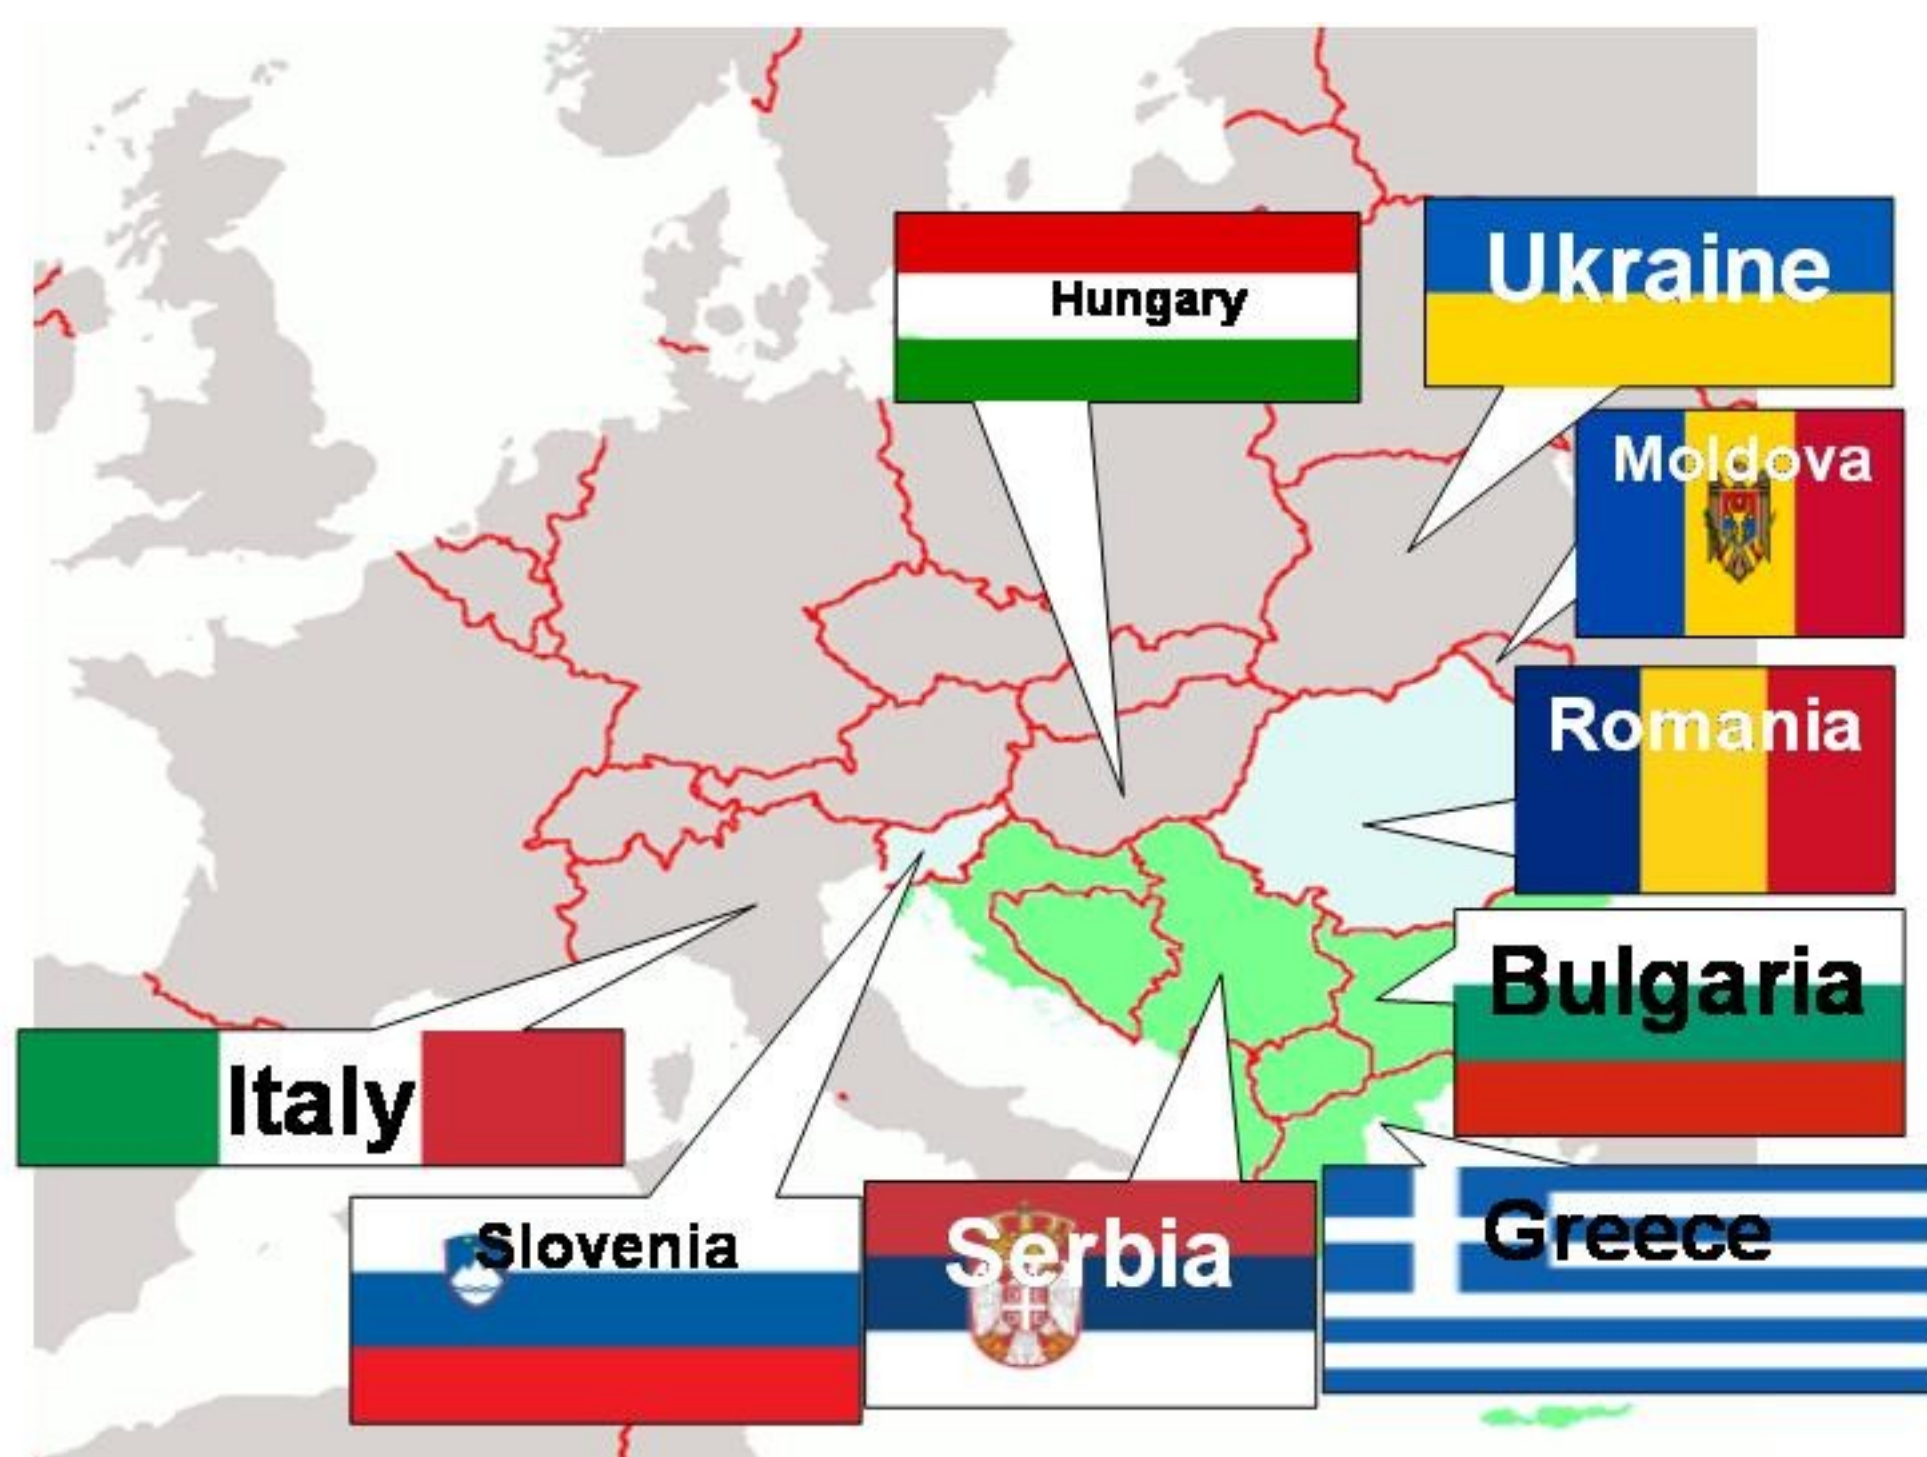 Hungary
Ukraine
Moldova
Romania
Bulgaria
Italy
Slovenia
Serbia
Greece